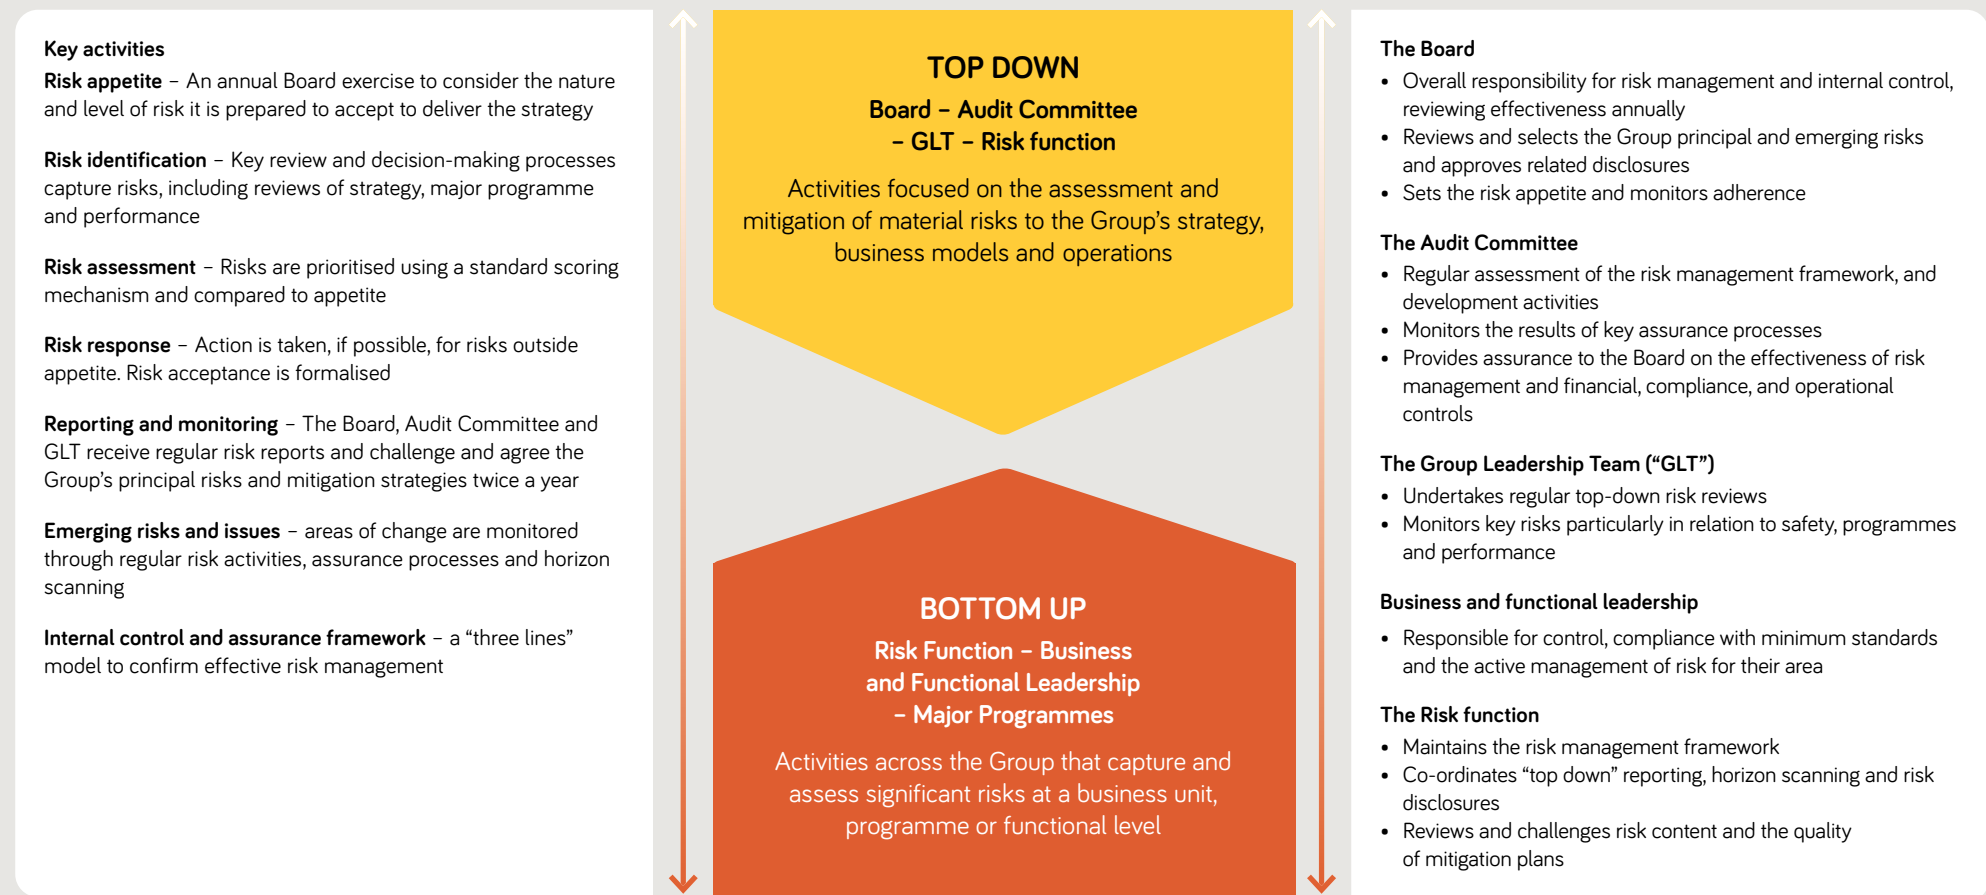 Key activities
Risk appetite – An annual Board exercise to consider the nature
and level of risk it is prepared to accept to deliver the strategy
Risk identification – Key review and decision-making processes
capture risks, including reviews of strategy, major programme
and performance
Risk assessment – Risks are prioritised using a standard scoring
mechanism and compared to appetite
Risk response – Action is taken, if possible, for risks outside
appetite. Risk acceptance is formalised
Reporting and monitoring – The Board, Audit Committee and
GLT receive regular risk reports and challenge and agree the
Group’s principal risks and mitigation strategies twice a year
Emerging risks and issues – areas of change are monitored
through regular risk activities, assurance processes and horizon
scanning
Internal control and assurance framework – a “three lines”
model to confirm effective risk management
TOP DOWN
Board – Audit Committee
– GLT – Risk function
Activities focused on the assessment and
mitigation of material risks to the Group’s strategy,
business models and operations
BOTTOM UP
Risk Function – Business
and Functional Leadership
– Major Programmes
Activities across the Group that capture and
assess significant risks at a business unit,
programme or functional level
The Board
• Overall responsibility for risk management and internal control,
reviewing effectiveness annually
• Reviews and selects the Group principal and emerging risks
and approves related disclosures
• Sets the risk appetite and monitors adherence
The Audit Committee
• Regular assessment of the risk management framework, and
development activities
• Monitors the results of key assurance processes
• Provides assurance to the Board on the effectiveness of risk
management and financial, compliance, and operational
controls
The Group Leadership Team (“GLT”)
• Undertakes regular top-down risk reviews
• Monitors key risks particularly in relation to safety, programmes
and performance
Business and functional leadership
• Responsible for control, compliance with minimum standards
and the active management of risk for their area
The Risk function
• Maintains the risk management framework
• Co-ordinates “top down” reporting, horizon scanning and risk
disclosures
• Reviews and challenges risk content and the quality
of mitigation plans